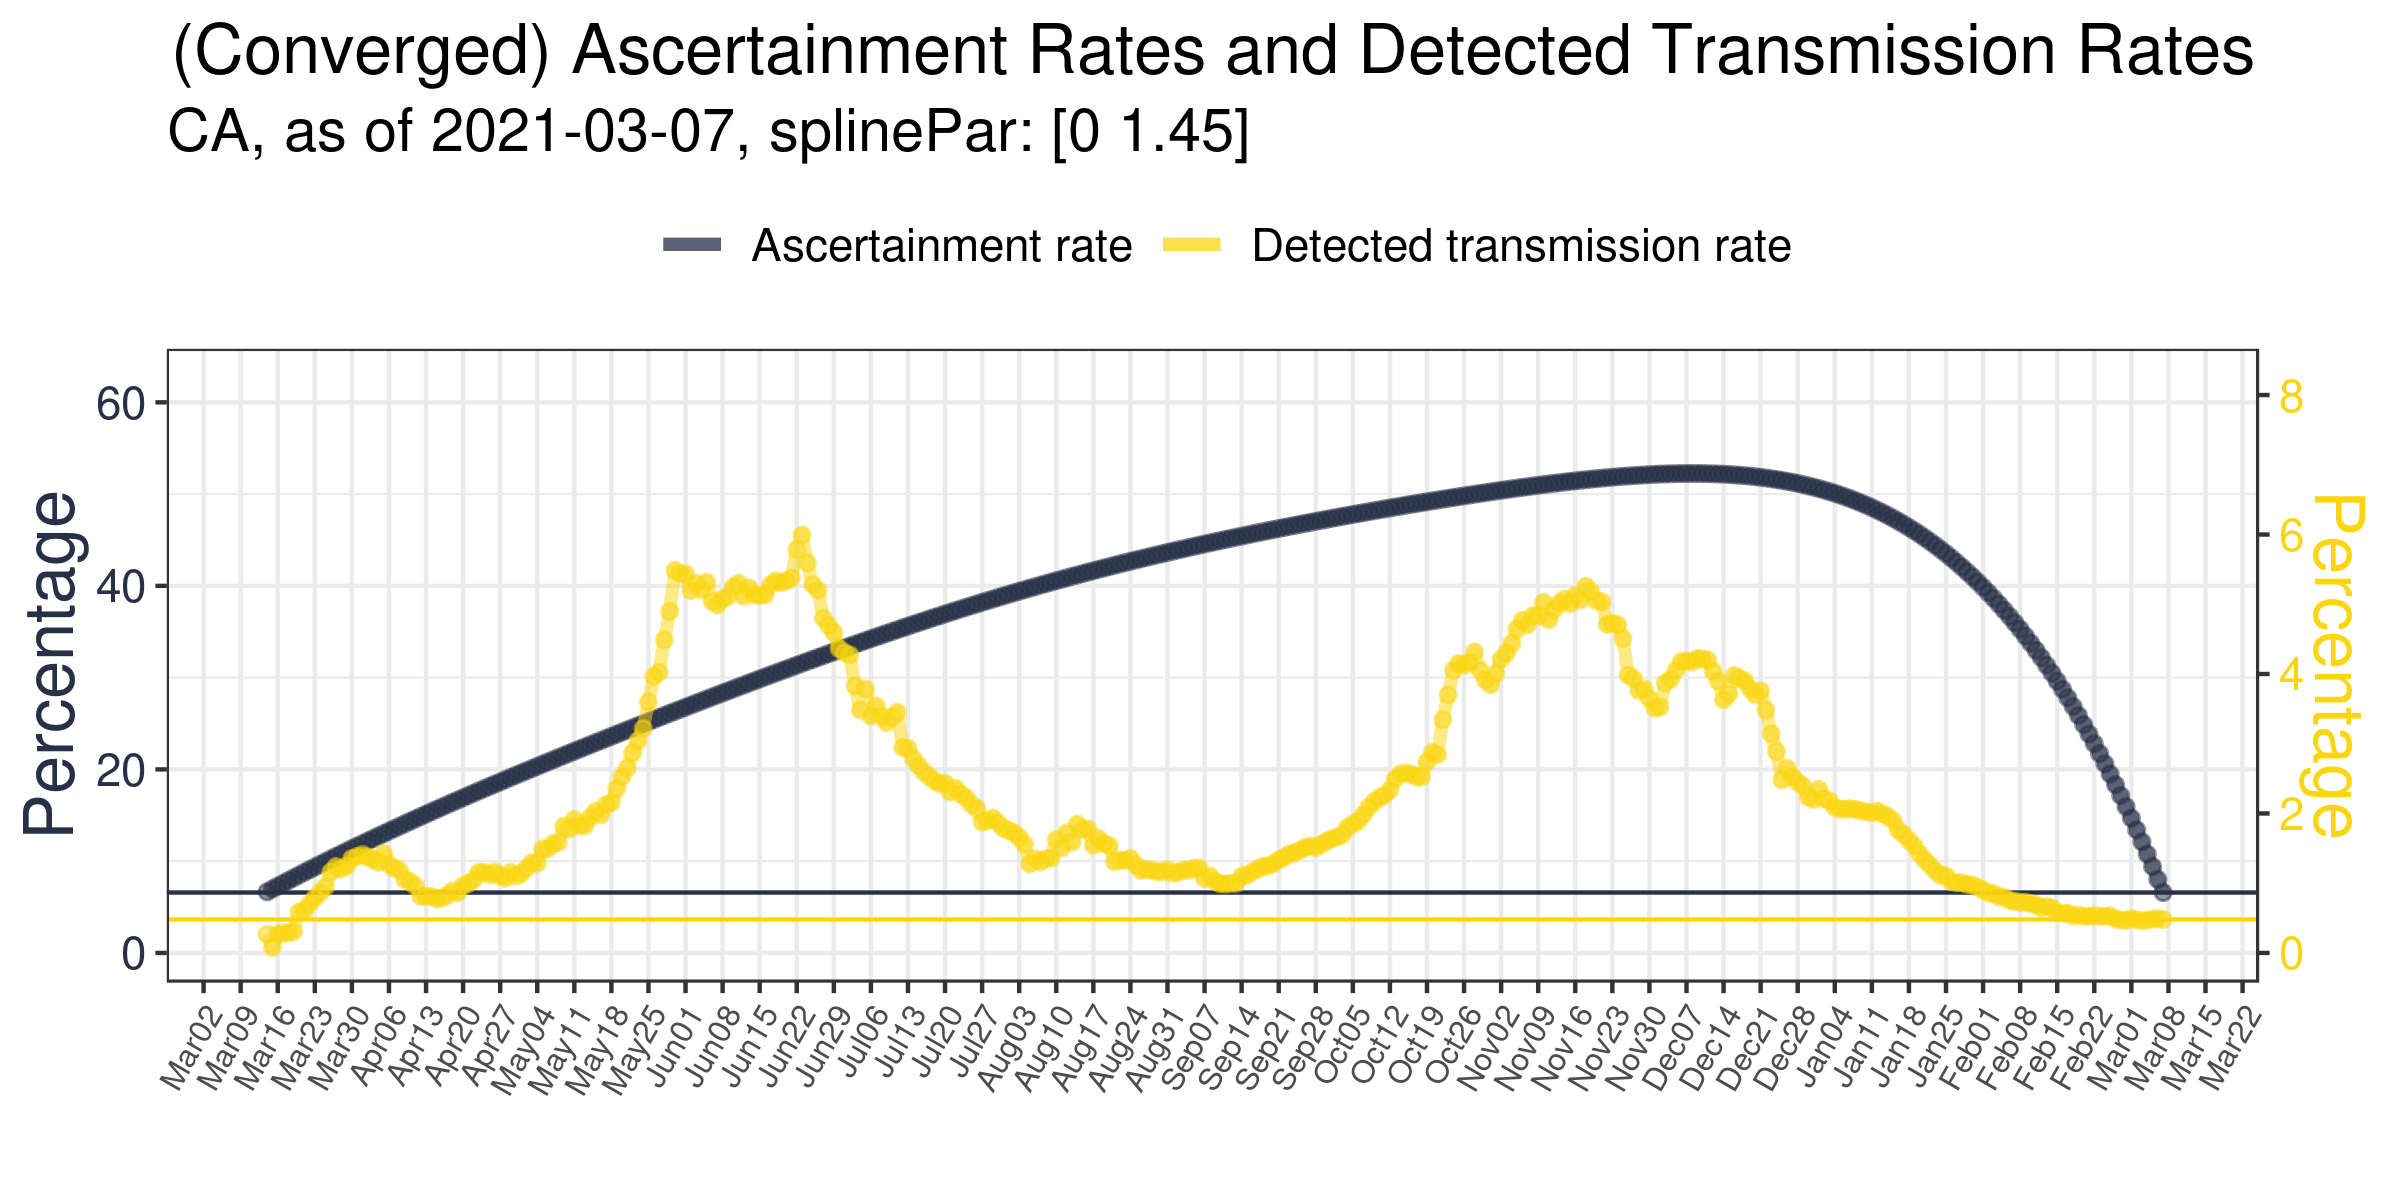 (Converged) Ascertainment Rates and Detected Transmission Rates
CA, as of 2021-03-07, splinePar: [0 1.45]
Ascertainment rate
Detected transmission rate
Percentage
60
40
20
0
8
6
4
2
0
Percentage
Mar02
Mar09
Mar16
Mar23
Mar30
Apr06
Apr13
Apr20
Apr27
May04
May11
May18
May25
Jun01
Jun08
Jun15
Jun22
Jun29
Jul06
Jul13
Jul20
Jul27
Aug03
Aug10
Aug17
Aug24
Aug31
Sep07
Sep14
Sep21
Sep28
Oct05
Oct12
Oct19
Oct26
Nov02
Nov09
Nov16
Nov23
Nov30
Dec07
Dec14
Dec21
Dec28
Jan04
Jan11
Jan18
Jan25
Feb01
Feb08
Feb15
Feb22
Mar01
Mar08
Mar15
Mar22